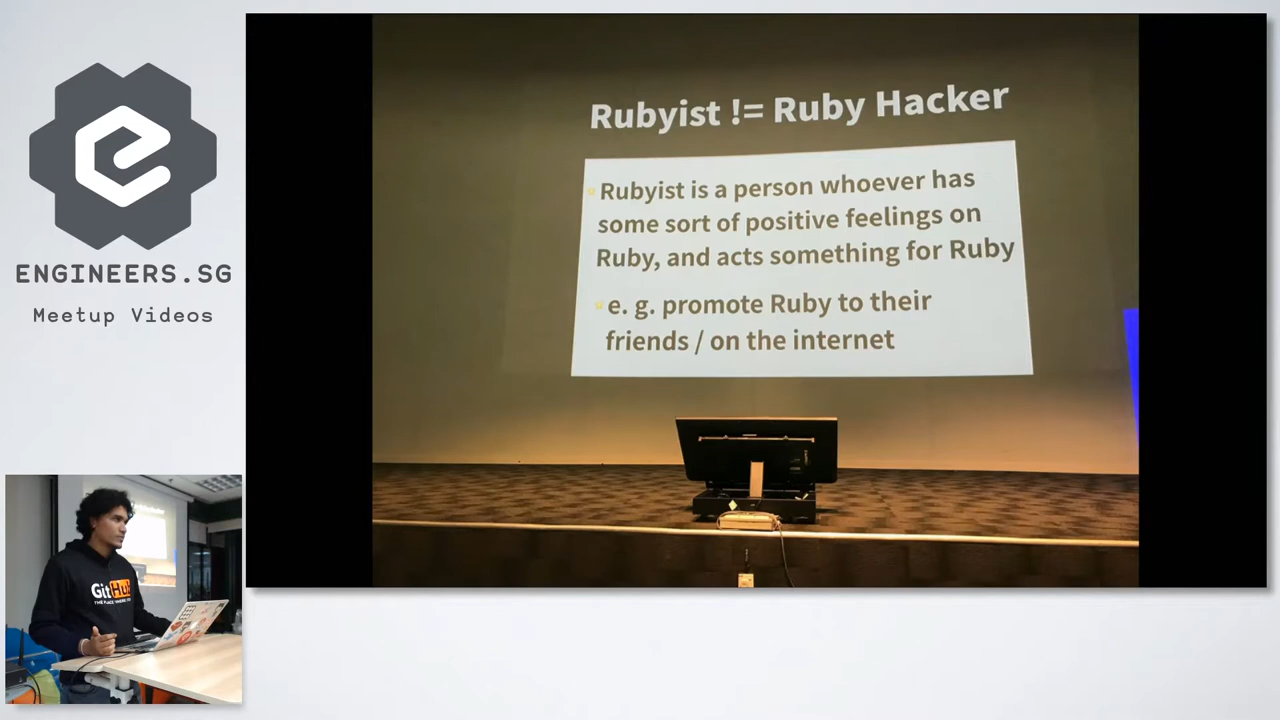 ENGINEERS.SG
Meetup Videos
Rubyist != Ruby Hacker
Rubyist is a person whoever has
some sort of positive feelings on
Ruby, and acts something for Ruby
e. g. promote Ruby to their
friends / on the internet
GitHub